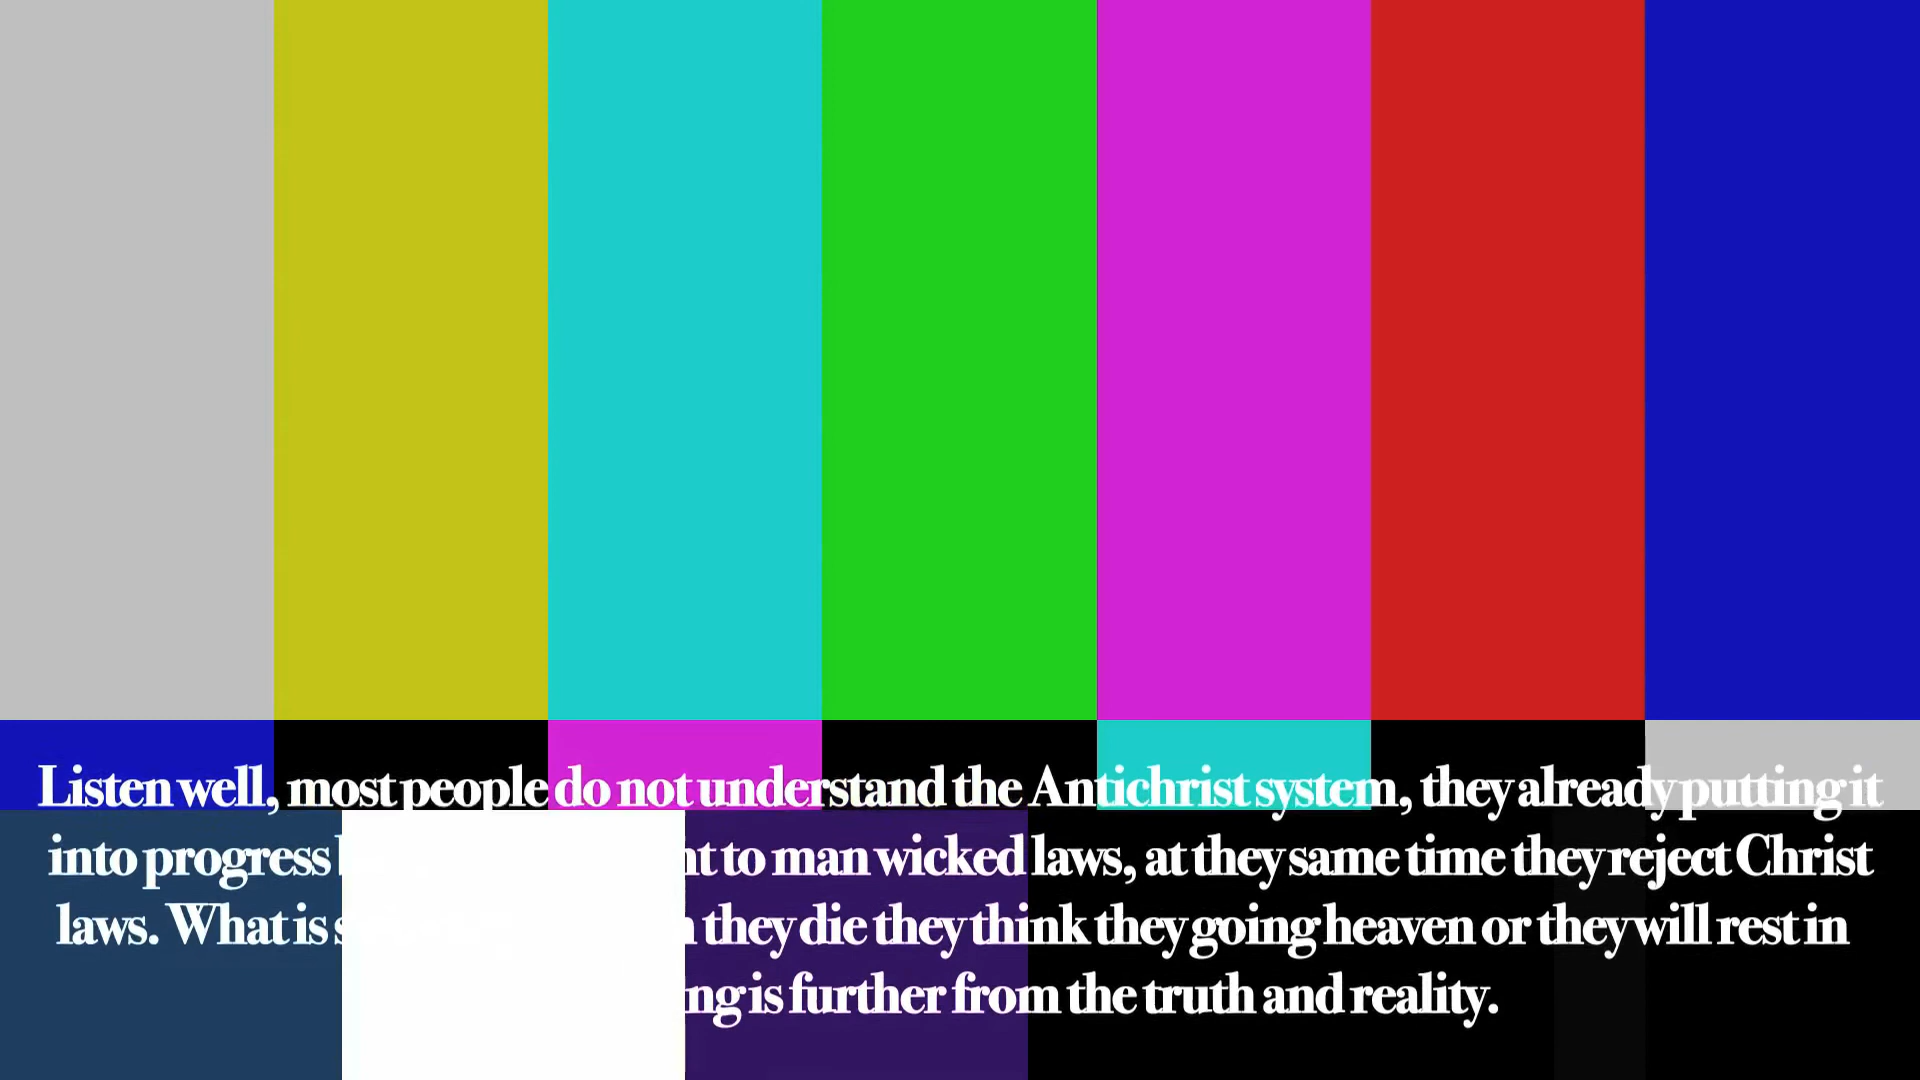 Listen well, most people do not understand the Antichrist system, they already putting it
into progress to man wicked laws, at they same time they reject Christ
laws. What is they die they think they going heaven or they will rest in
is further from the truth and reality.